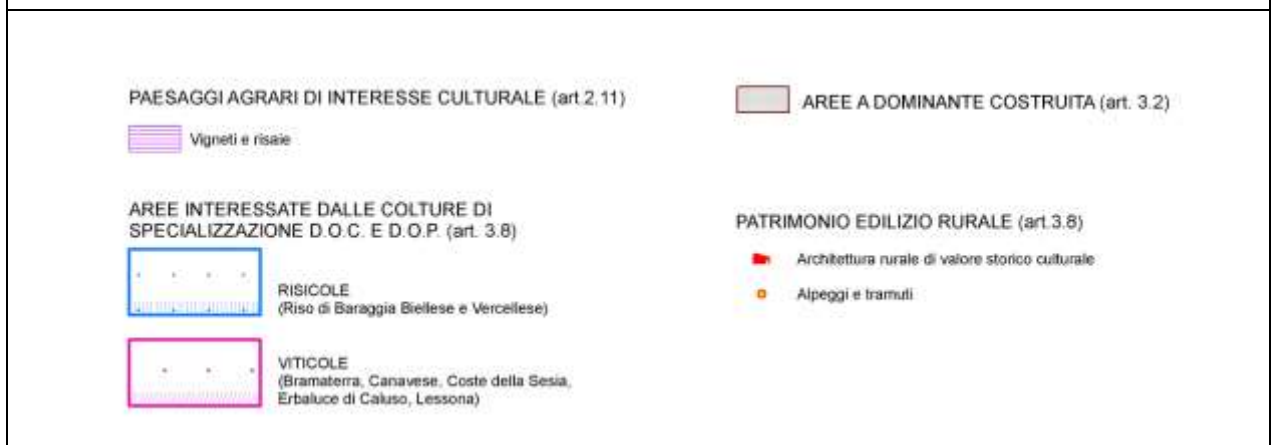 PAESAGGI AGRARI DI INTERESSE CULTURALE (art.2.11)
Vigneti e risaie
AREE INTERESSATE DALLE COLTURE DI
SPECIALIZZAZIONE D.O.C. E D.O.P. (art. 3.8)
RISICOLE
(Riso di Baraggia Biellese e Vercellese)
VITICOLE
(Bramaterra, Canavese, Coste della Sesia,
Erbaluce di Caluso, Lessona)
AREE A DOMINANTE COSTRUITA (art. 3.2)
PATRIMONIO EDILIZIO RURALE (art.3.8)
Architettura rurale di valore storico culturale
Alpeggi e tramuti